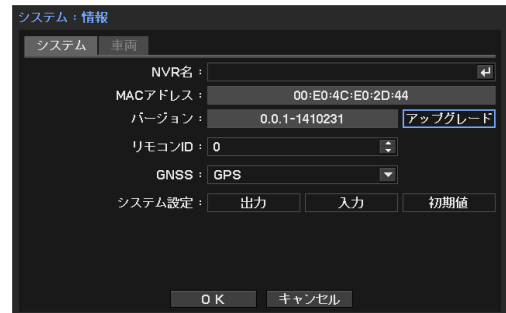 システム：情報
システム 車両
NVR名：
MACアドレス： 00:E0:4C:E0:2D:44
バージョン： 0.0.1-1410231 アップグレード
リモコンID： 0
GNSS： GPS
システム設定： 出力 入力 初期値
OK キャンセル